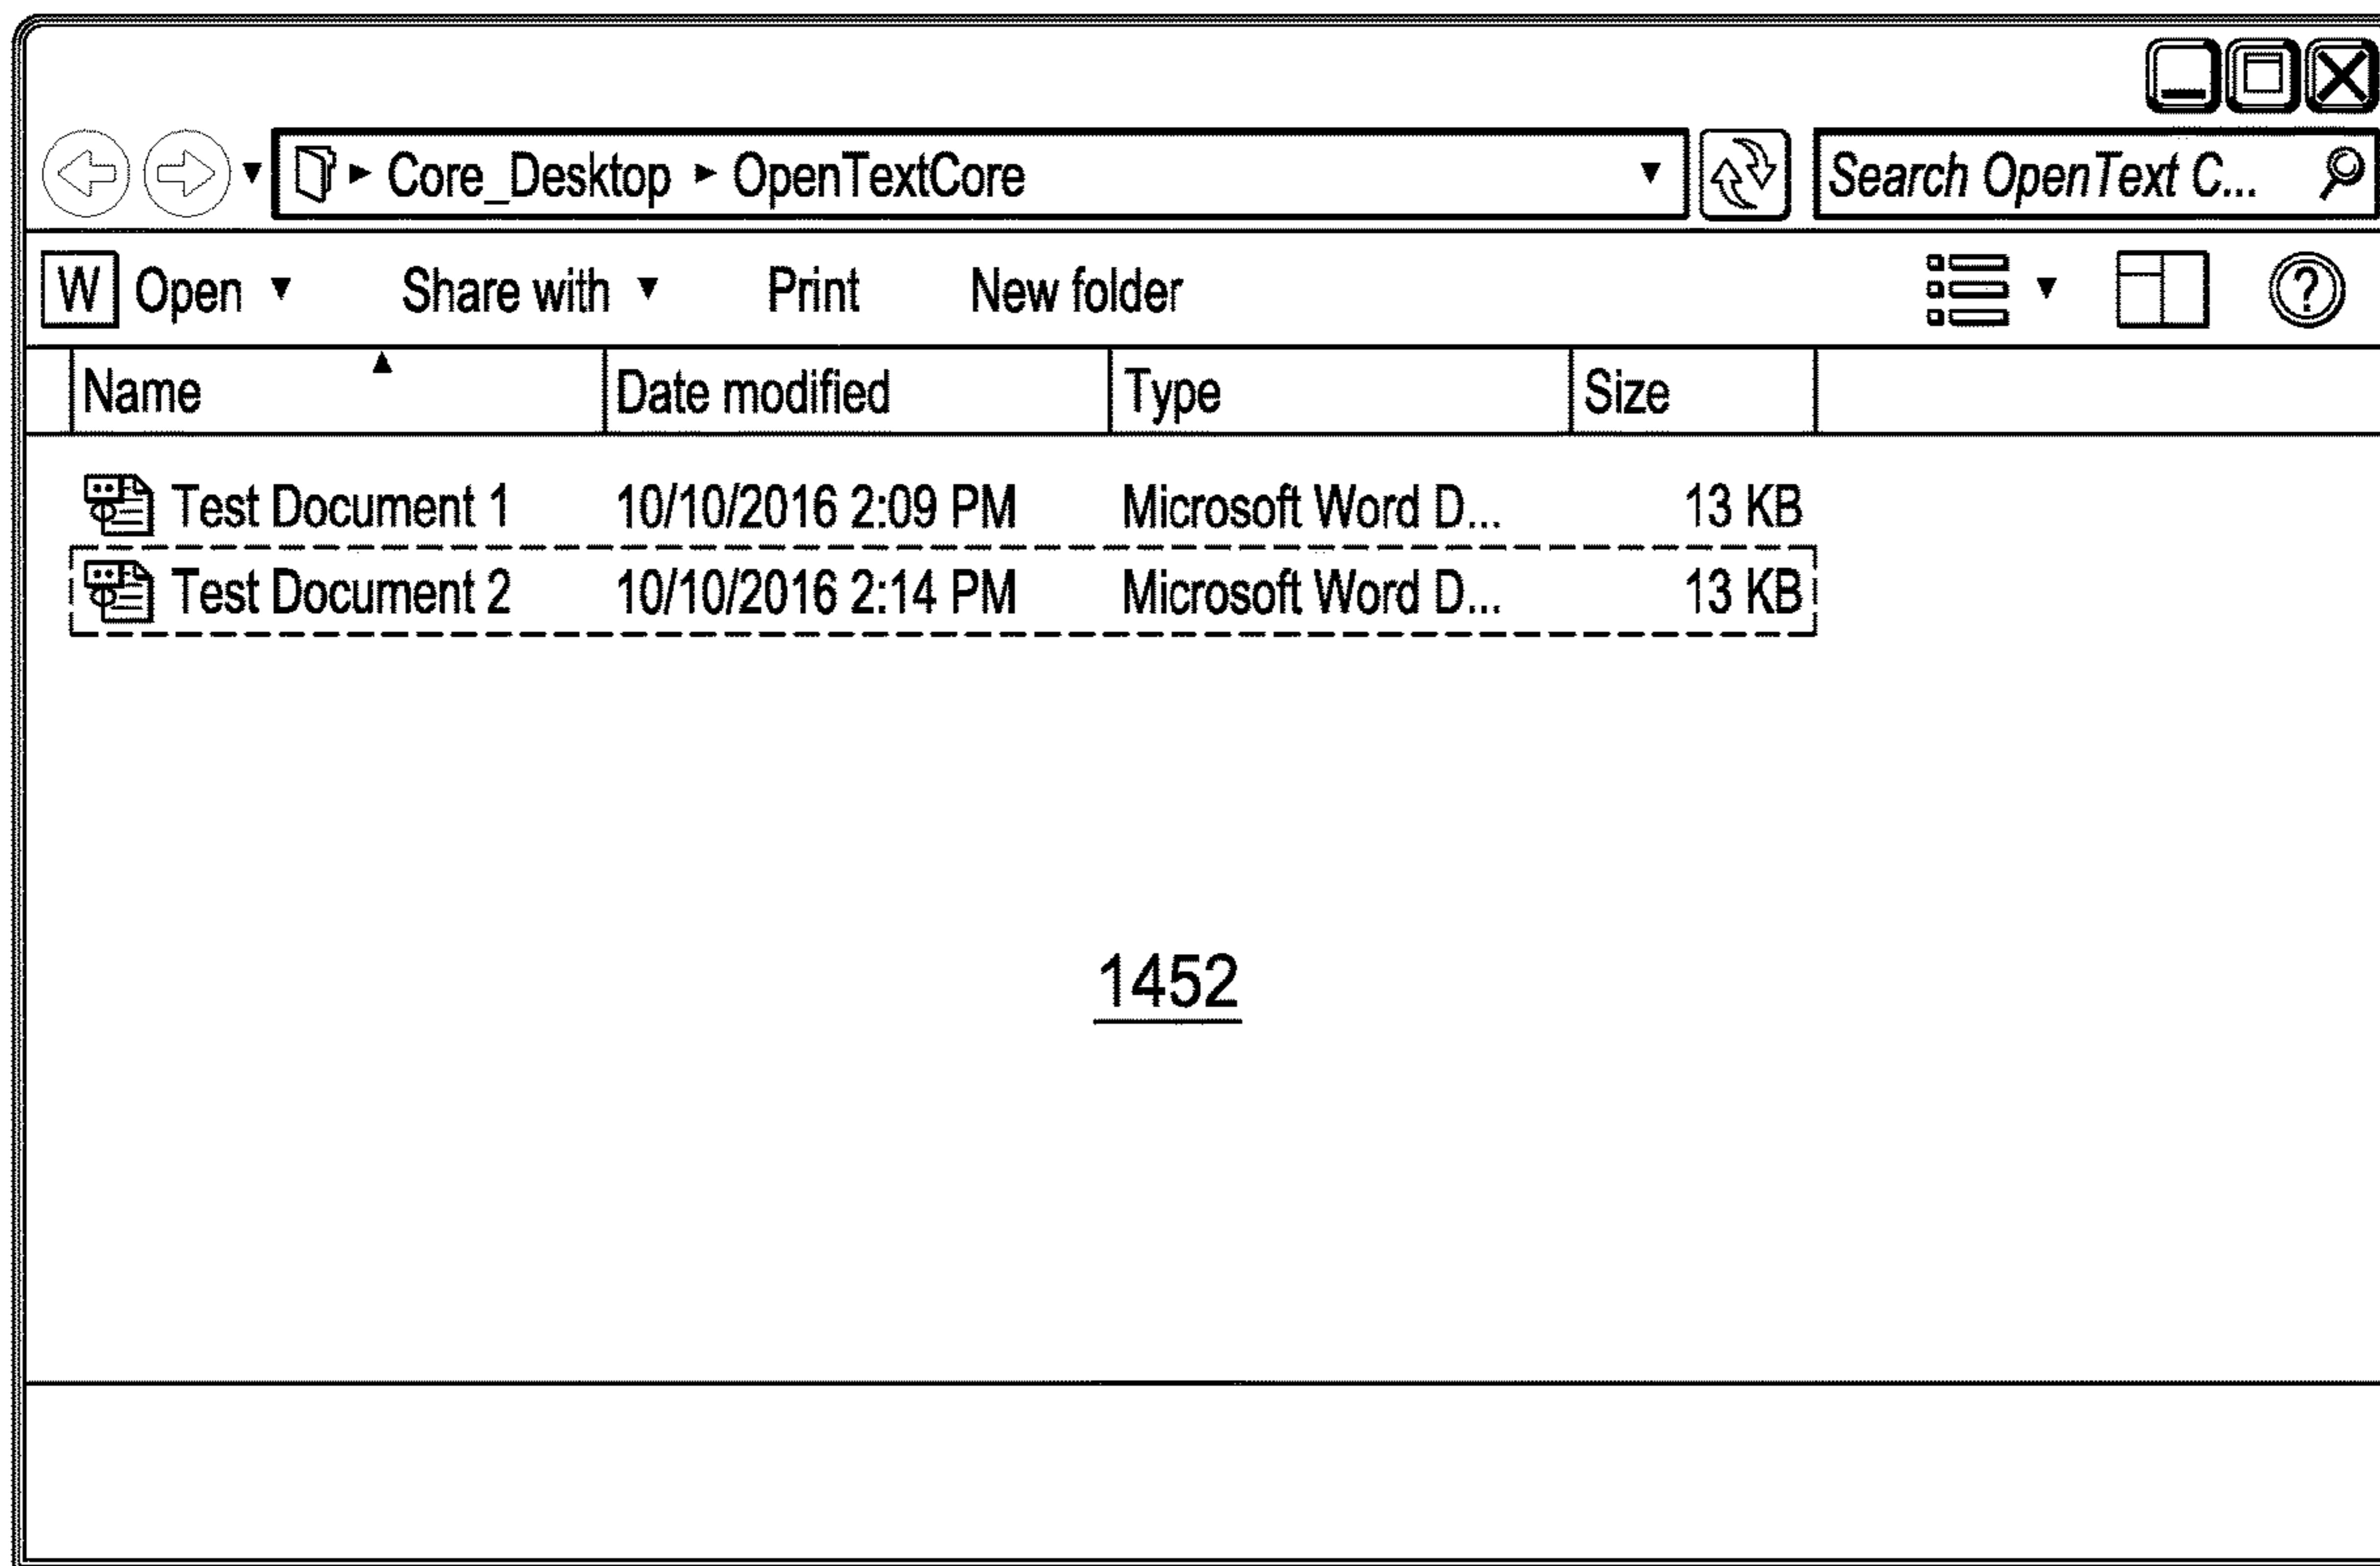 Core_Desktop ▸ OpenTextCore Search OpenText C...
W Open Share with Print New folder ?
Name Date modified Type Size
Test Document 1 10/10/2016 2:09 PM Microsoft Word D... 13 KB
Test Document 2 10/10/2016 2:14 PM Microsoft Word D... 13 KB
1452